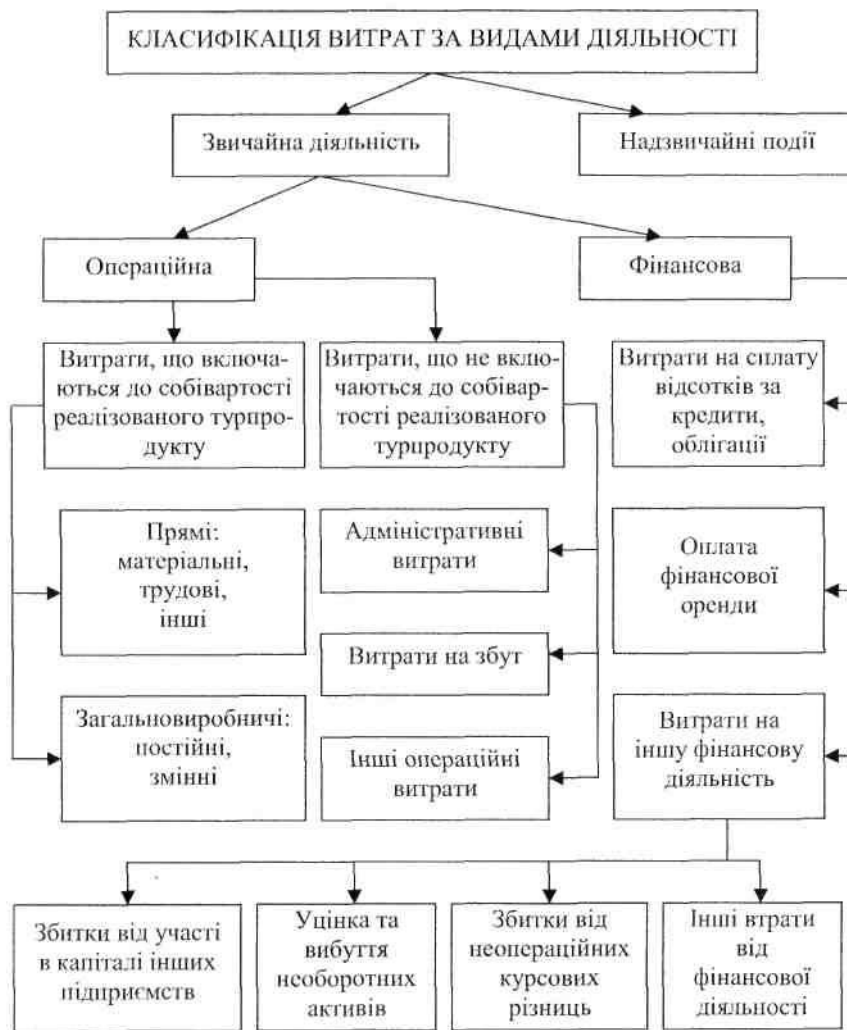 КЛАСИФІКАЦІЯ ВИТРАТ ЗА ВИДАМИ ДІЯЛЬНОСТІ
Звичайна діяльність
Надзвичайні події
Операційна
Фінансова
Витрати, що включа-
ються до собівартості
реалізованого турпро-
дукту
Витрати, що не вклю-
чаються до собівар-
тості реалізованого
турпродукту
Витрати на сплату
відсотків за
кредити,
облігації
Прямі:
матеріальні,
трудові,
інші
Адміністративні
витрати
Оплата
фінансової
оренди
Витрати на збут
Загальновиробничі:
постійні,
змінні
Інші операційні
витрати
Витрати на
іншу фінансову
діяльність
Збитки від участі
в капіталі інших
підприємств
Уцінка та
вибуття
необоротних
активів
Збитки від
неопераційних
курсових
різниць
Інші втрати
від
фінансової
діяльності